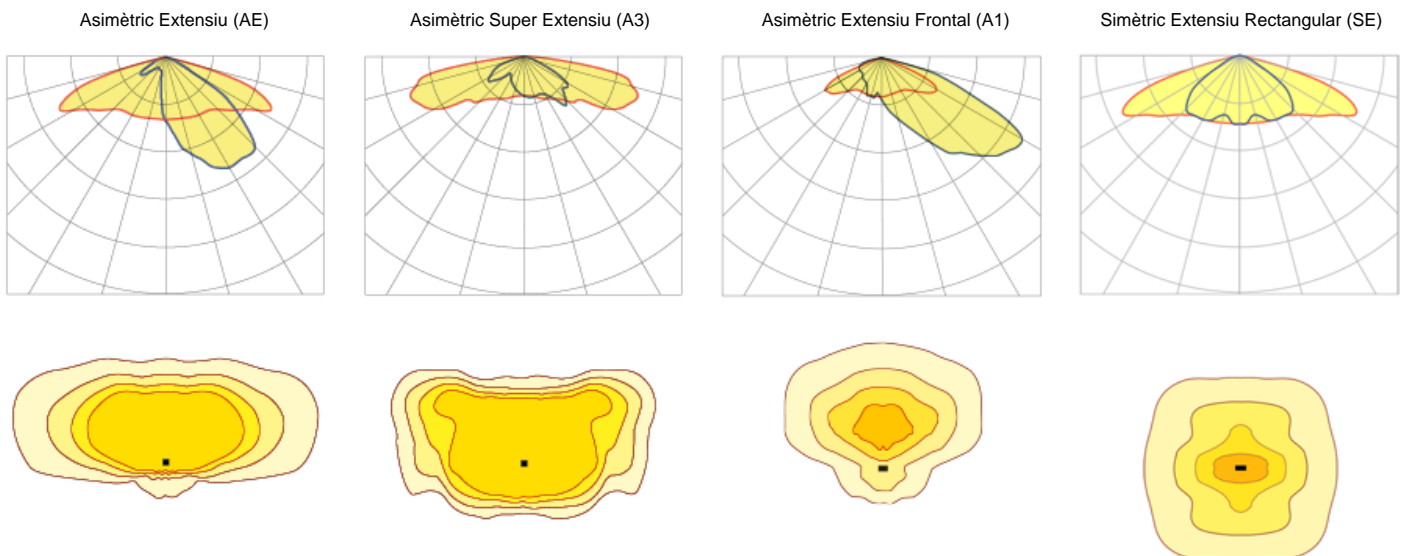 Asimètric Extensiu (AE)
Asimètric Super Extensiu (A3)
Asimètric Extensiu Frontal (A1)
Simètric Extensiu Rectangular (SE)